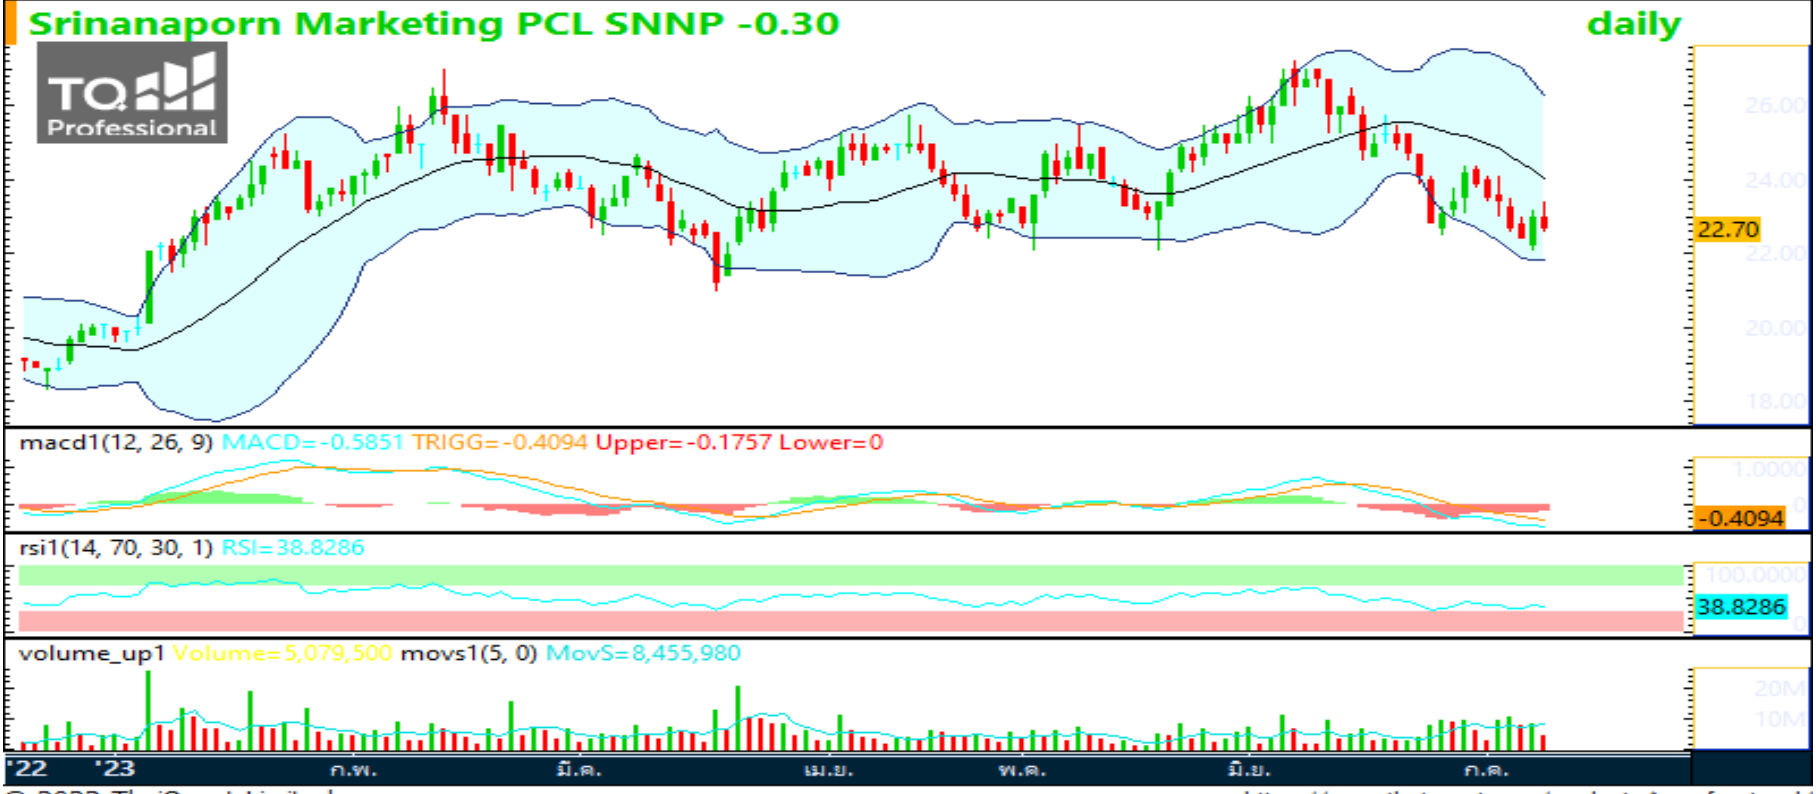 Srinanaporn Marketing PCL SNNP -0.30 daily
TQ
Professional
26.00
24.00
22.70
22.00
20.00
18.00
macd1(12, 26, 9) MACD=-0.5851 TRIGG=-0.4094 Upper=-0.1757 Lower=0
1.0000
0
-0.4094
rsi1(14, 70, 30, 1) RSI=38.8286
100.0000
38.8286
0
volume_up1 Volume=5,079,500 movs1(5, 0) MovS=8,455,980
20M
10M
'22 '23 ก.พ. มี.ค. เม.ย. พ.ค. มิ.ย. ก.ค.